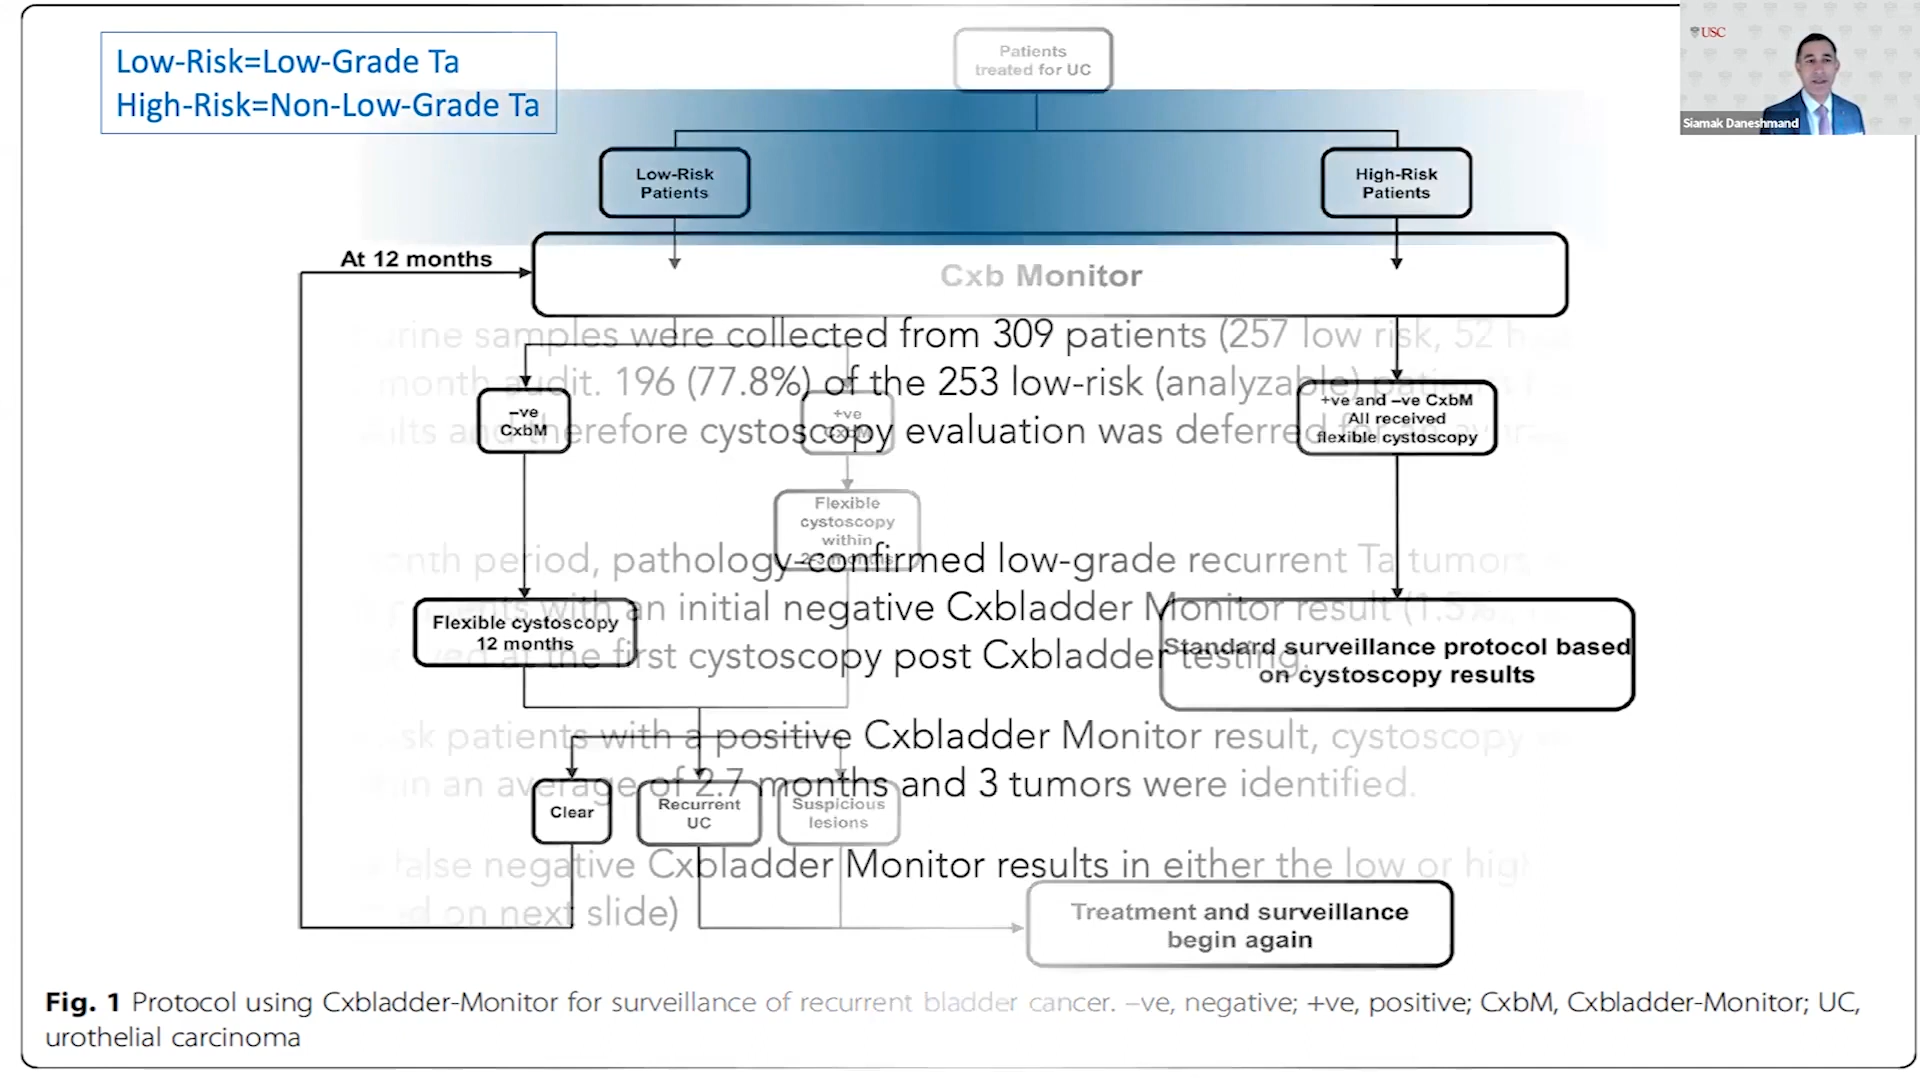 Low-Risk=Low-Grade Ta
High-Risk=Non-Low-Grade Ta
USC
Siamak Daneshmand
Patients
treated for UC
Low-Risk
Patients
High-Risk
Patients
At 12 months
Cxb Monitor
urine samples were collected from 309 patients (257 low risk, 52
month audit. 196 (77.8%) of the 253 low-risk (analyzable)
and therefore cystoscopy evaluation was deferred for an
–ve
CxbM
+ve
CxbM
+ve and –ve CxbM
All received
flexible cystoscopy
Flexible
cystoscopy
within
2-3 months
period, pathology-confirmed low-grade recurrent Ta tumors
with an initial negative Cxbladder Monitor result (1.5%,
at the first cystoscopy post Cxbladder testing.
Flexible cystoscopy
12 months
Standard surveillance protocol based
on cystoscopy results
patients with a positive Cxbladder Monitor result, cystoscopy
an average of 2.7 months and 3 tumors were identified.
Clear
Recurrent
UC
Suspicious
lesions
false negative Cxbladder Monitor results in either the low or
on next slide)
Treatment and surveillance
begin again
Fig. 1 Protocol using Cxbladder-Monitor for surveillance of recurrent bladder cancer. –ve, negative; +ve, positive; CxbM, Cxbladder-Monitor; UC,
urothelial carcinoma